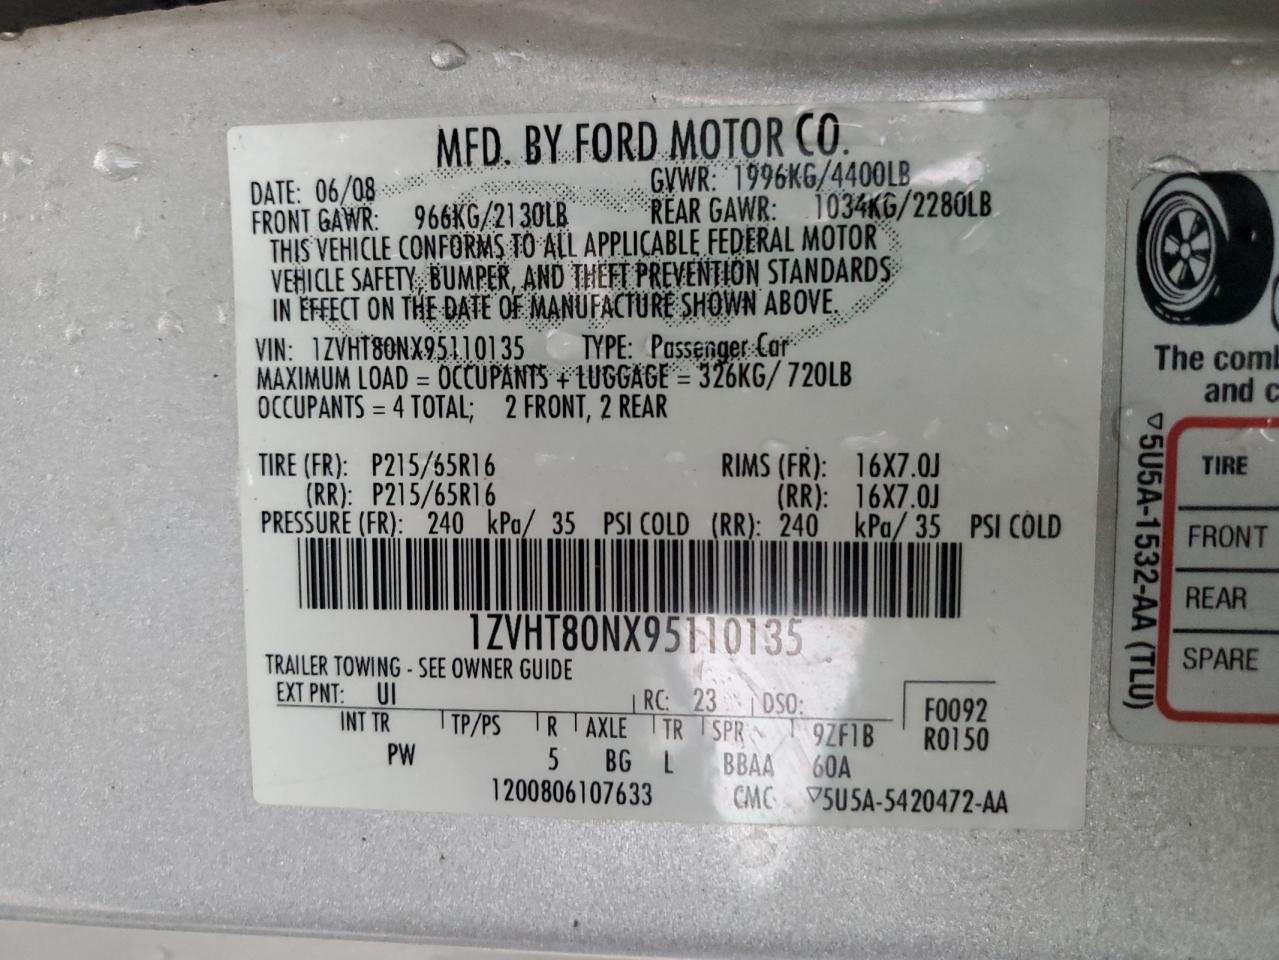 MFD. BY FORD MOTOR CO.
DATE: 06/08 GVWR: 1996KG/4400LB
FRONT GAWR: 966KG/2130LB REAR GAWR: 1034KG/2280LB
THIS VEHICLE CONFORMS TO ALL APPLICABLE FEDERAL MOTOR
VEHICLE SAFETY, BUMPER, AND THEFT PREVENTION STANDARDS
IN EFFECT ON THE DATE OF MANUFACTURE SHOWN ABOVE.
VIN: 1ZVHT80NX95110135 TYPE: Passenger Car
MAXIMUM LOAD = OCCUPANTS + LUGGAGE = 326KG/ 720LB
OCCUPANTS = 4 TOTAL; 2 FRONT, 2 REAR
TIRE (FR): P215/65R16 RIMS (FR): 16X7.0J
(RR): P215/65R16 (RR): 16X7.0J
PRESSURE (FR): 240 kPa/ 35 PSI COLD (RR): 240 kPa/ 35 PSI COLD
1ZVHT80NX95110135
TRAILER TOWING - SEE OWNER GUIDE
EXT PNT: UI RC: 23 DSO:
F0092
INT TR TP/PS R AXLE TR SPR 9ZF1B
R0150
PW 5 BG L BBAA 60A
1200806107633 CMC ▽5U5A-5420472-AA
The comb
and c
▽5U5A-1532-AA (TLU)
TIRE
FRONT
REAR
SPARE